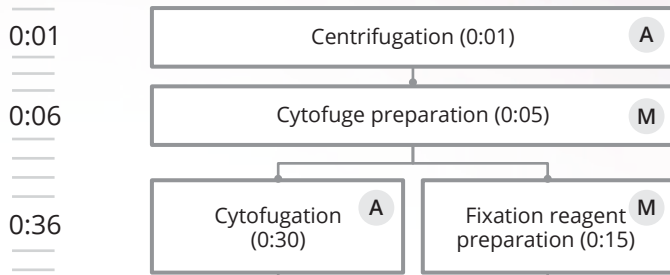 0:01
Centrifugation (0:01)
A
0:06
Cytofuge preparation (0:05)
M
0:36
Cytofugation
(0:30)
A
Fixation reagent
preparation (0:15)
M